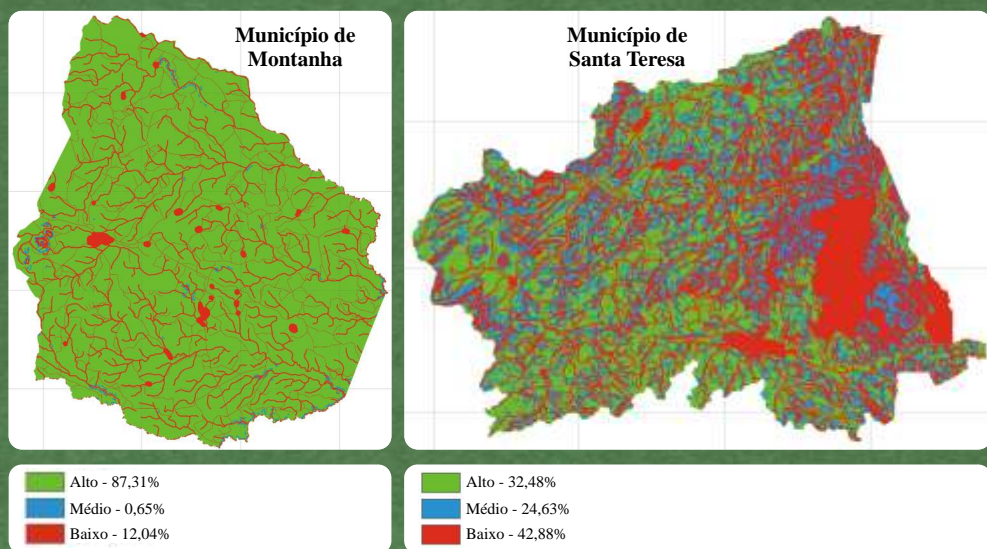 Município de
Montanha
Município de
Santa Teresa
Alto - 87,31%
Médio - 0,65%
Baixo - 12,04%
Alto - 32,48%
Médio - 24,63%
Baixo - 42,88%